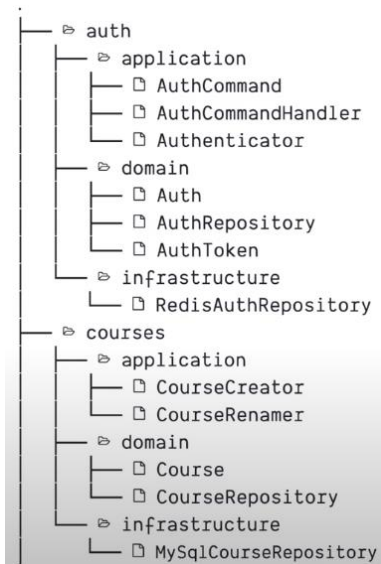 .
auth
application
AuthCommand
AuthCommandHandler
Authenticator
domain
Auth
AuthRepository
AuthToken
infrastructure
RedisAuthRepository
courses
application
CourseCreator
CourseRenamer
domain
Course
CourseRepository
infrastructure
MySqlCourseRepository